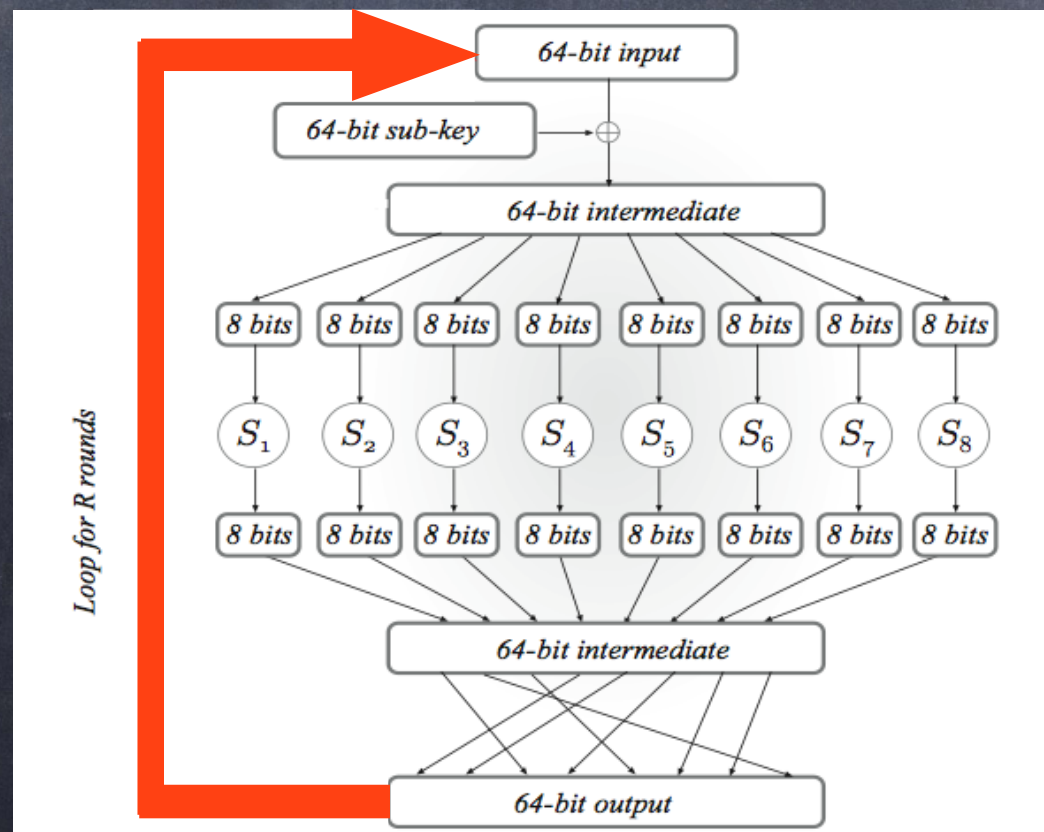 64-bit input
64-bit sub-key
⊕
64-bit intermediate
8 bits 8 bits 8 bits 8 bits 8 bits 8 bits 8 bits 8 bits
S₁ S₂ S₃ S₄ S₅ S₆ S₇ S₈
8 bits 8 bits 8 bits 8 bits 8 bits 8 bits 8 bits 8 bits
64-bit intermediate
64-bit output
Loop for R rounds